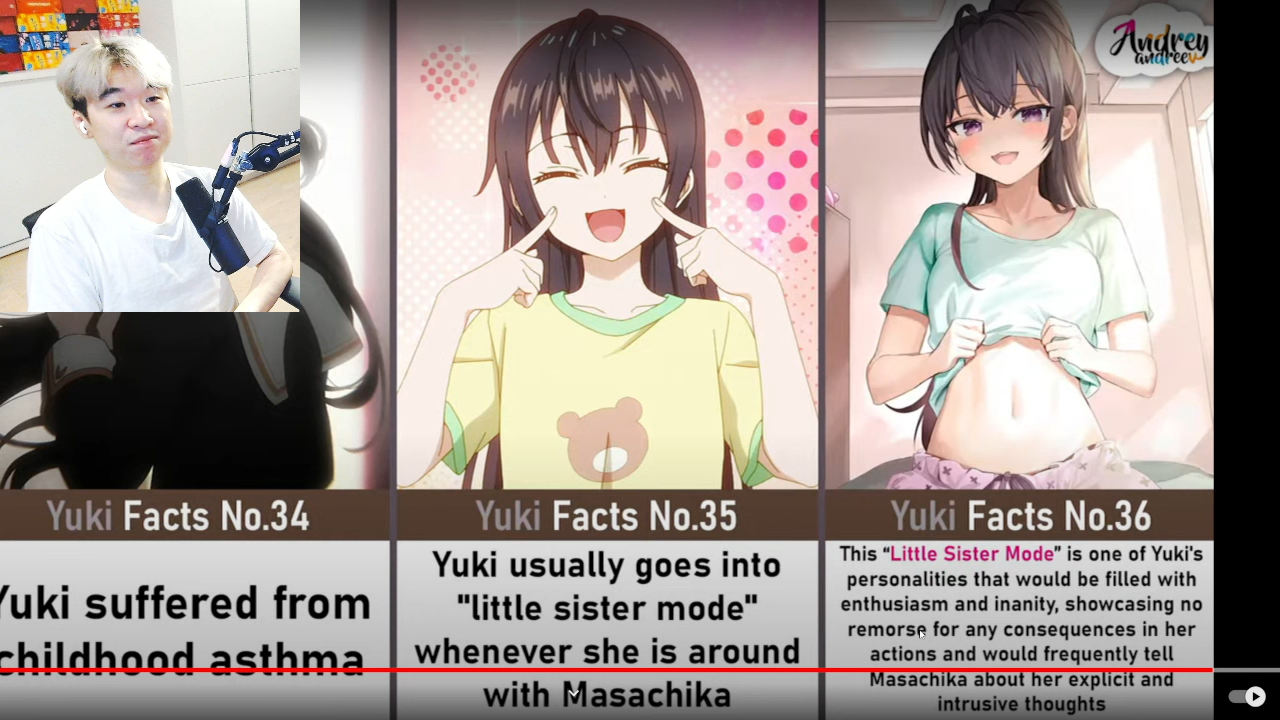 Andrey
andreev
Yuki Facts No.34
Yuki suffered from
childhood asthma
Yuki Facts No.35
Yuki usually goes into
"little sister mode"
whenever she is around
with Masachika
Yuki Facts No.36
This “Little Sister Mode” is one of Yuki's
personalities that would be filled with
enthusiasm and inanity, showcasing no
remorse for any consequences in her
actions and would frequently tell
Masachika about her explicit and
intrusive thoughts